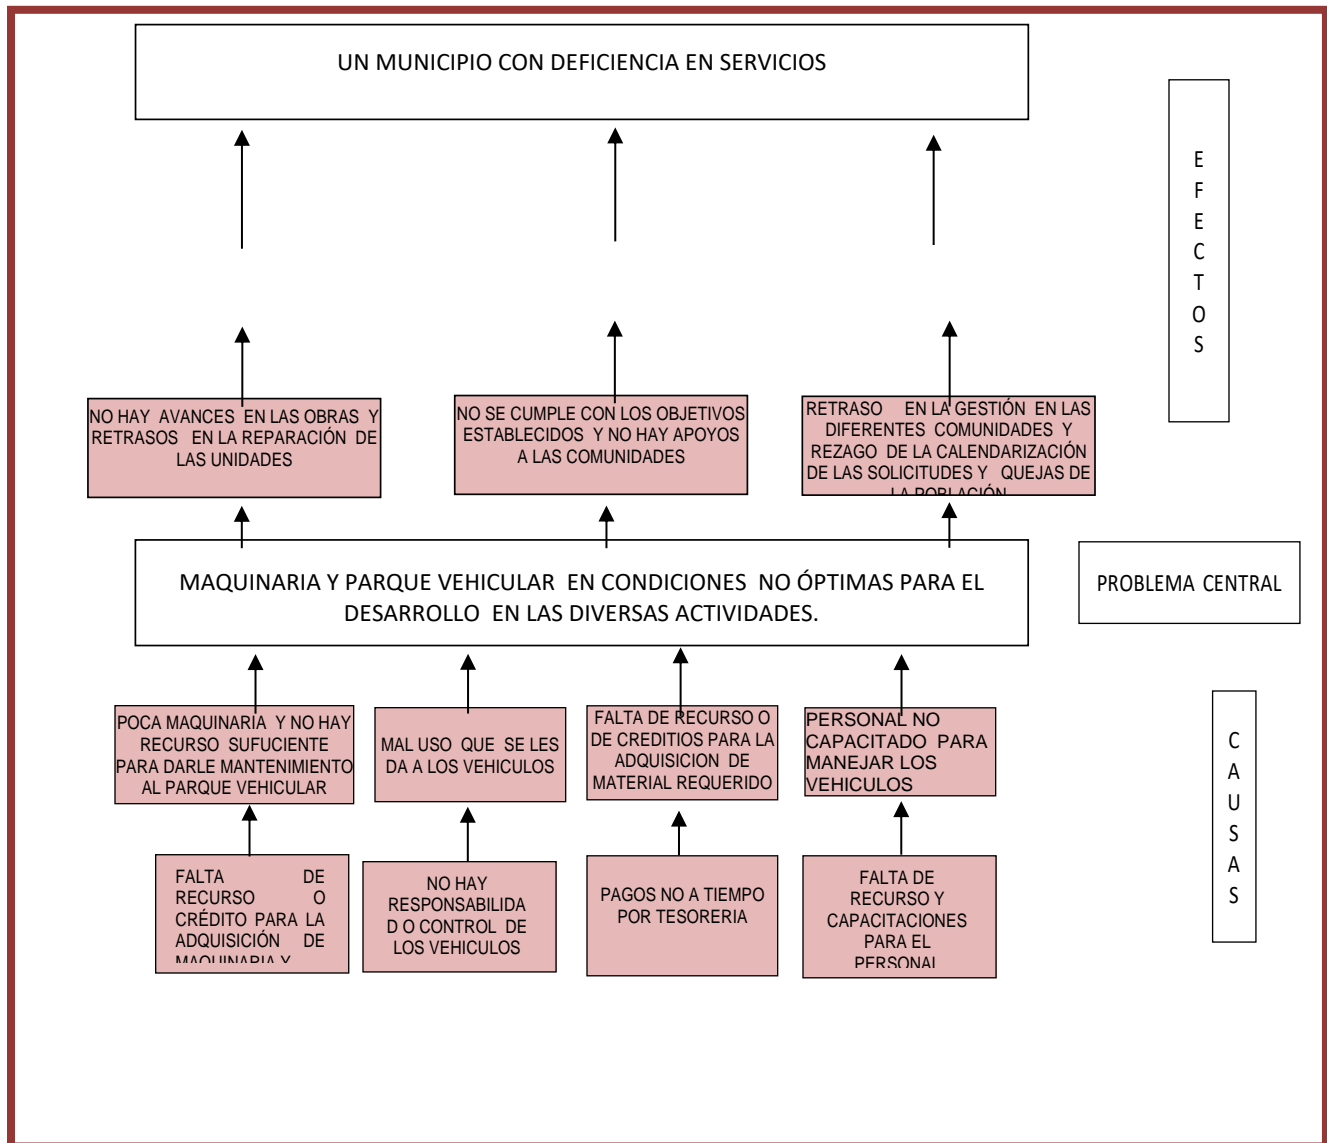 UN MUNICIPIO CON DEFICIENCIA EN SERVICIOS
E
F
E
C
T
O
S
NO HAY AVANCES EN LAS OBRAS Y
RETRASOS EN LA REPARACIÓN DE
LAS UNIDADES
NO SE CUMPLE CON LOS OBJETIVOS
ESTABLECIDOS Y NO HAY APOYOS
A LAS COMUNIDADES
RETRASO EN LA GESTIÓN EN LAS
DIFERENTES COMUNIDADES Y
REZAGO DE LA CALENDARIZACIÓN
DE LAS SOLICITUDES Y QUEJAS DE
LA POBLACIÓN
MAQUINARIA Y PARQUE VEHICULAR EN CONDICIONES NO ÓPTIMAS PARA EL
DESARROLLO EN LAS DIVERSAS ACTIVIDADES.
PROBLEMA CENTRAL
POCA MAQUINARIA Y NO HAY
RECURSO SUFUCIENTE
PARA DARLE MANTENIMIENTO
AL PARQUE VEHICULAR
MAL USO QUE SE LES
DA A LOS VEHICULOS
FALTA DE RECURSO O
DE CREDITIOS PARA LA
ADQUISICION DE
MATERIAL REQUERIDO
PERSONAL NO
CAPACITADO PARA
MANEJAR LOS
VEHICULOS
C
A
U
S
A
S
FALTA DE
RECURSO O
CRÉDITO PARA LA
ADQUISICIÓN DE
MAQUINARIA Y
NO HAY
RESPONSABILIDA
D O CONTROL DE
LOS VEHICULOS
PAGOS NO A TIEMPO
POR TESORERIA
FALTA DE
RECURSO Y
CAPACITACIONES
PARA EL
PERSONAL